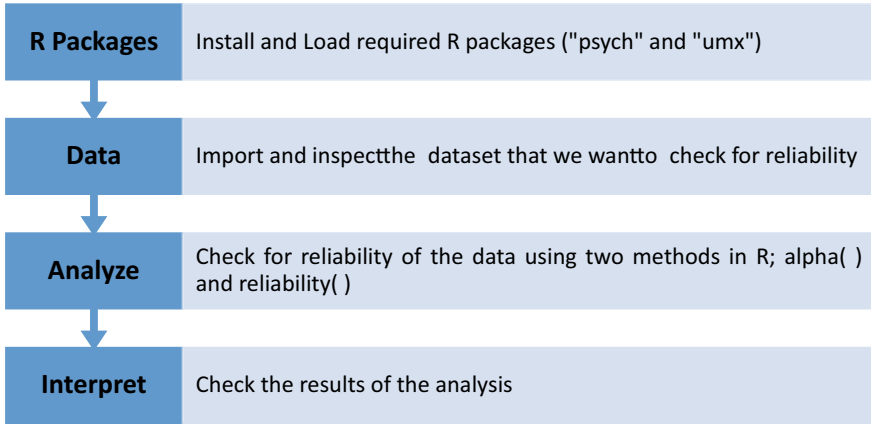 R Packages
Install and Load required R packages ("psych" and "umx")
Data
Import and inspectthe dataset that we wantto check for reliability
Analyze
Check for reliability of the data using two methods in R; alpha( )
and reliability( )
Interpret
Check the results of the analysis